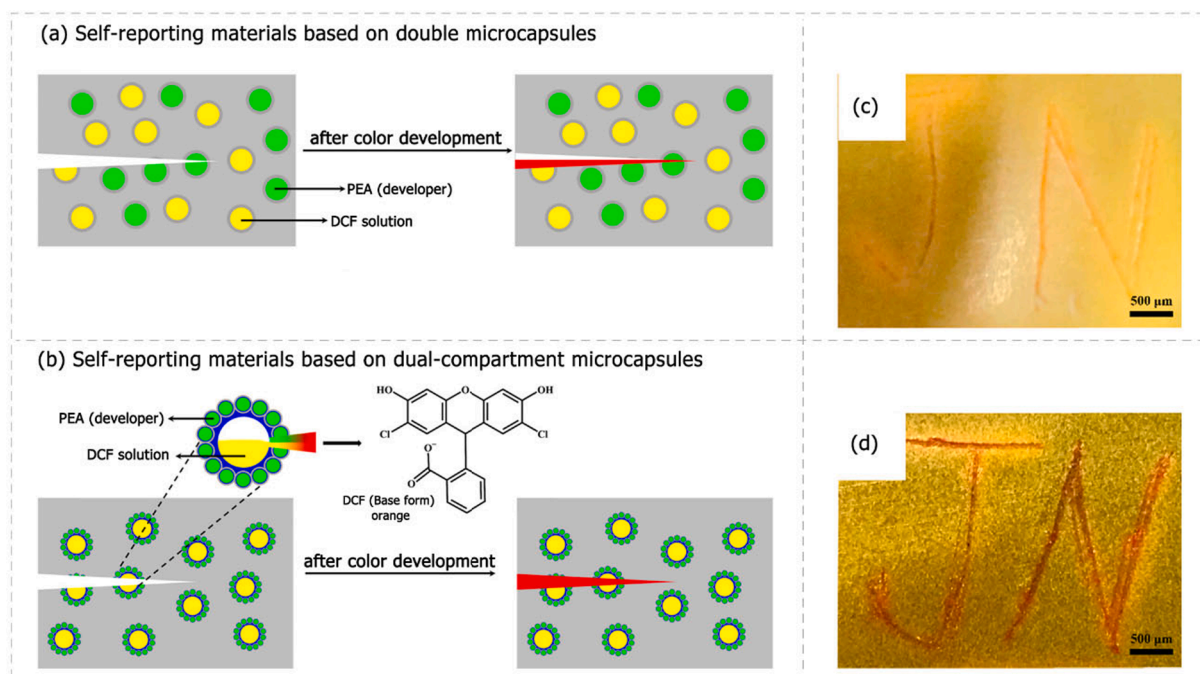 (a) Self-reporting materials based on double microcapsules
after color development
PEA (developer)
DCF solution
(c)
J N
500 μm
(b) Self-reporting materials based on dual-compartment microcapsules
PEA (developer)
DCF solution
HO
O
OH
Cl
Cl
O⁻
O
DCF (Base form)
orange
after color development
(d)
J N
500 μm